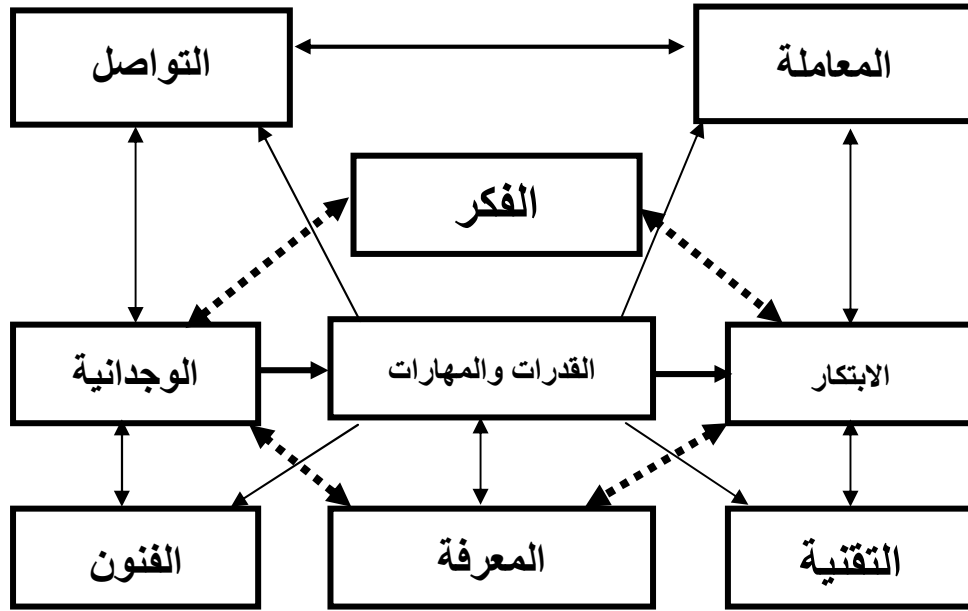 المعاملة
التواصل
الفكر
الابتكار
القدرات والمهارات
الوجدانية
التقنية
المعرفة
الفنون